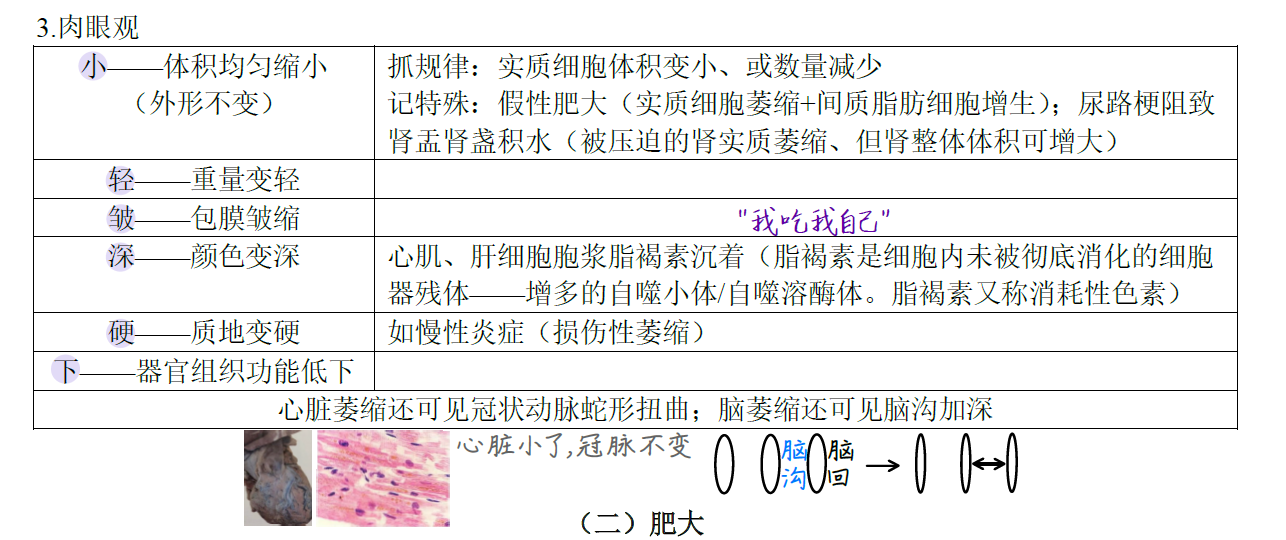 3.肉眼观
小——体积均匀缩小
（外形不变）
抓规律：实质细胞体积变小、或数量减少
记特殊：假性肥大（实质细胞萎缩+间质脂肪细胞增生）；尿路梗阻致
肾盂肾盏积水（被压迫的肾实质萎缩、但肾整体体积可增大）
轻——重量变轻
皱——包膜皱缩
"我吃我自己"
深——颜色变深
心肌、肝细胞胞浆脂褐素沉着（脂褐素是细胞内未被彻底消化的细胞
器残体——增多的自噬小体/自噬溶酶体。脂褐素又称消耗性色素）
硬——质地变硬
如慢性炎症（损伤性萎缩）
下——器官组织功能低下
心脏萎缩还可见冠状动脉蛇形扭曲；脑萎缩还可见脑沟加深
心脏小了,冠脉不变
脑沟
脑回
（二）肥大